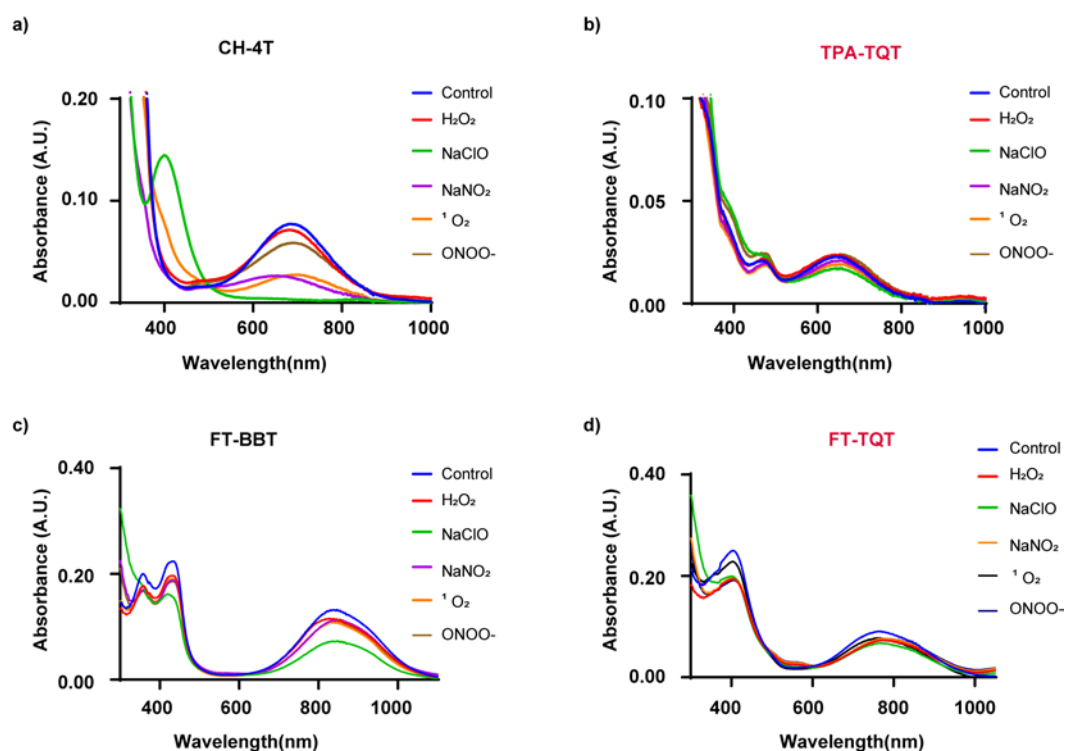 a)
CH-4T
Absorbance (A.U.)
0.20
0.10
0.00
400
600
800
1000
Wavelength(nm)
Control
H₂O₂
NaClO
NaNO₂
¹ O₂
ONOO-
b)
TPA-TQT
Absorbance (A.U.)
0.10
0.05
0.00
400
600
800
1000
Wavelength(nm)
Control
H₂O₂
NaClO
NaNO₂
¹ O₂
ONOO-
c)
FT-BBT
Absorbance (A.U.)
0.40
0.20
0.00
400
600
800
1000
Wavelength(nm)
Control
H₂O₂
NaClO
NaNO₂
¹ O₂
ONOO-
d)
FT-TQT
Absorbance (A.U.)
0.40
0.20
0.00
400
600
800
1000
Wavelength(nm)
Control
H₂O₂
NaClO
NaNO₂
¹ O₂
ONOO-